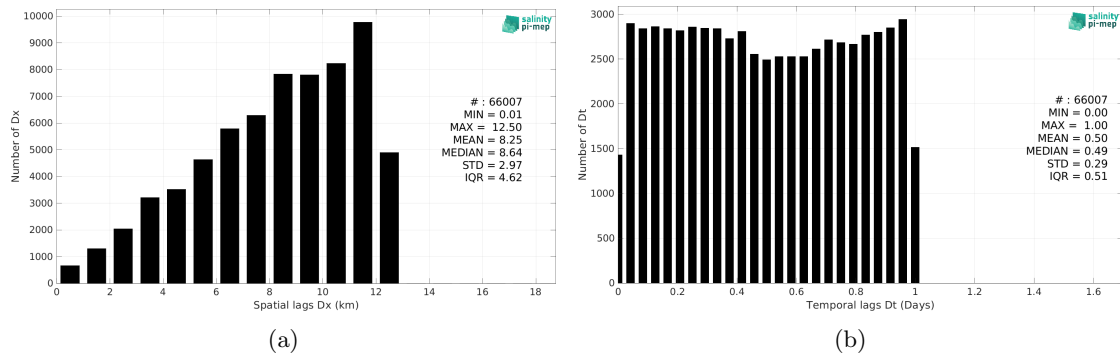 10000
9000
8000
7000
6000
5000
4000
3000
2000
1000
0
Number of Dx
0 2 4 6 8 10 12 14 16 18
Spatial lags Dx (km)
salinity
pi-mep
# : 66007
MIN = 0.01
MAX = 12.50
MEAN = 8.25
MEDIAN = 8.64
STD = 2.97
IQR = 4.62
(a)
3000
2500
2000
1500
1000
500
0
Number of Dt
0 0.2 0.4 0.6 0.8 1 1.2 1.4 1.6
Temporal lags Dt (Days)
salinity
pi-mep
# : 66007
MIN = 0.00
MAX = 1.00
MEAN = 0.50
MEDIAN = 0.49
STD = 0.29
IQR = 0.51
(b)